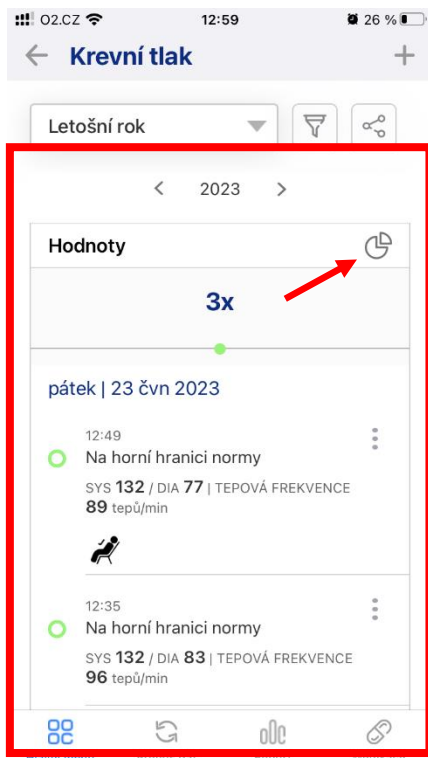 O2.CZ 12:59 26 %
Krevní tlak
Letošní rok
2023
Hodnoty
3x
pátek | 23 čvn 2023
12:49
Na horní hranici normy
SYS 132 / DIA 77 | TEPOVÁ FREKVENCE
89 tepů/min
12:35
Na horní hranici normy
SYS 132 / DIA 83 | TEPOVÁ FREKVENCE
96 tepů/min